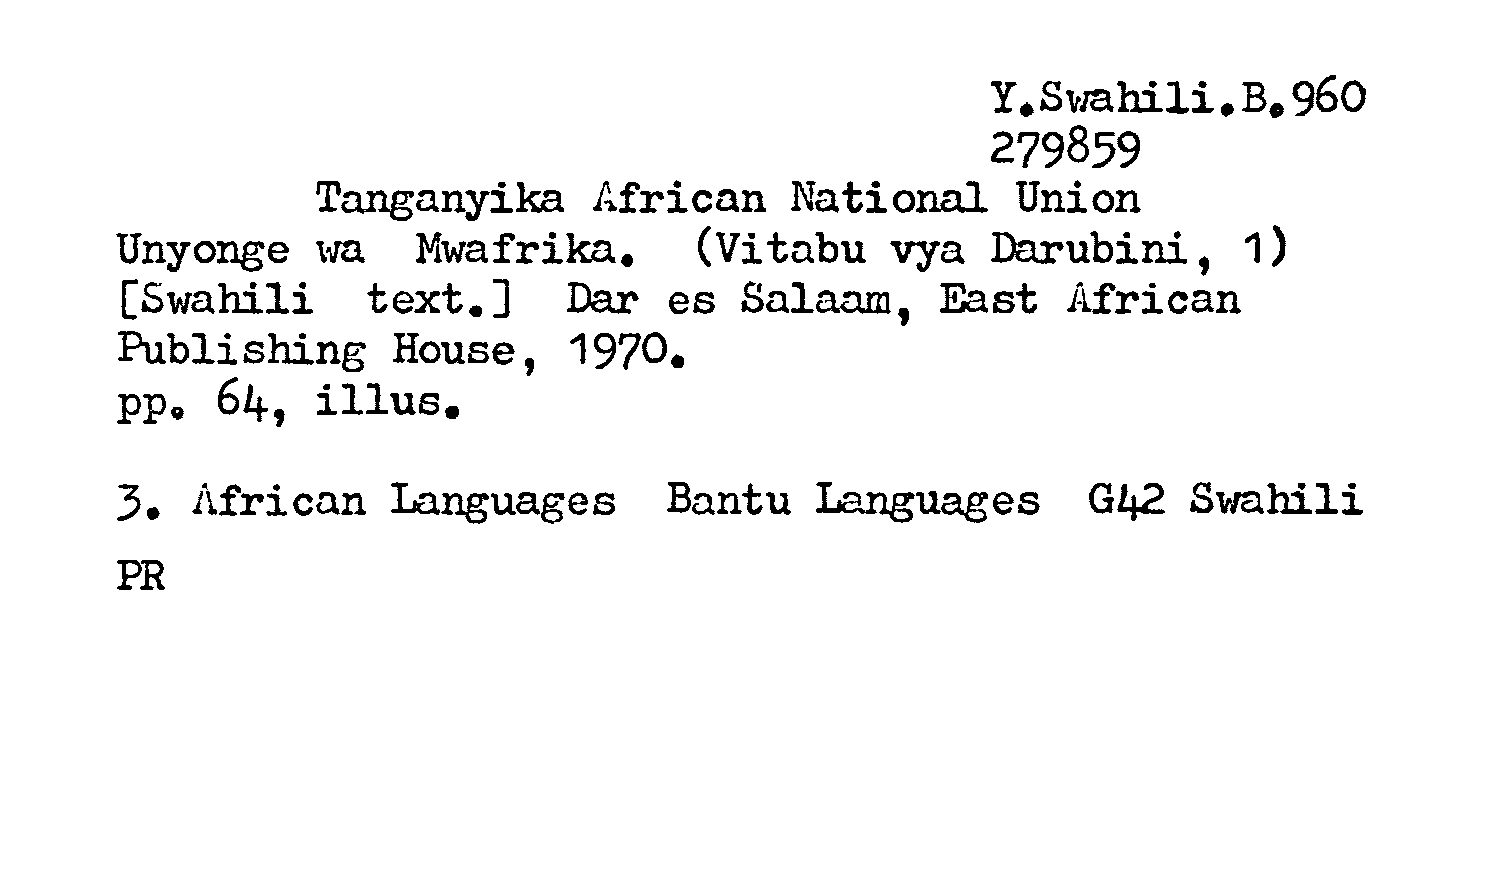 Y.Swahili.B.960
279859
Tanganyika African National Union
Unyonge wa Mwafrika. (Vitabu vya Darubini, 1)
[Swahili text.] Dar es Salaam, East African
Publishing House, 1970.
pp. 64, illus.
3. African Languages Bantu Languages G42 Swahili
PR